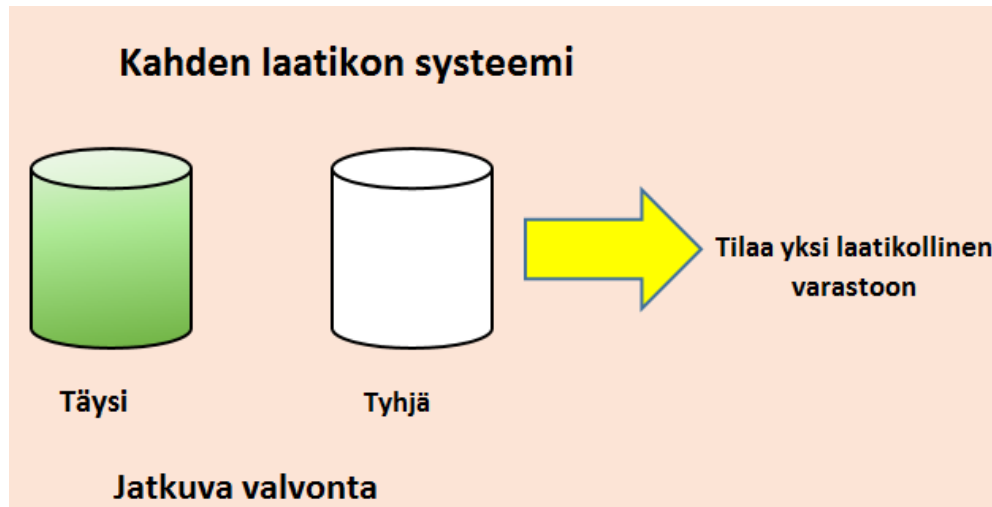 Kahden laatikon systeemi
Tilaa yksi laatikollinen
varastoon
Täysi
Tyhjä
Jatkuva valvonta